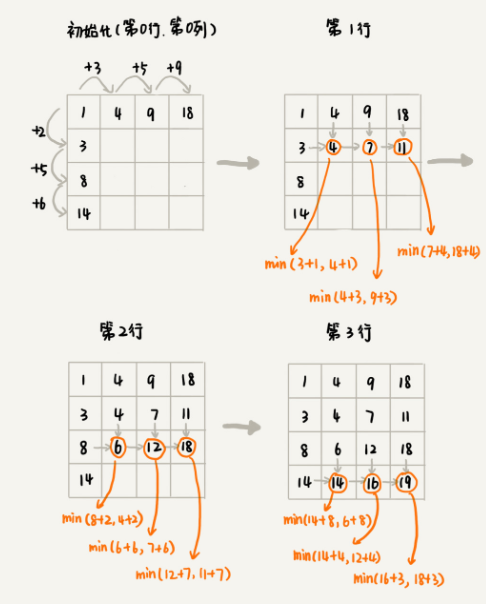 初始化(第0行、第0列)
+3 +5 +9
1 4 9 18
+2
3
+5
8
+6
14
第1行
1 4 9 18
3 4 7 11
8
14
min(3+1, 4+1)
min(7+4,18+4)
min(4+3, 9+3)
第2行
1 4 9 18
3 4 7 11
8 6 12 18
14
min(8+2,4+2)
min(6+6,7+6)
min(12+7,11+7)
第3行
1 4 9 18
3 4 7 11
8 6 12 18
14 14 16 19
min(14+8,6+8)
min(14+4,12+4)
min(16+3,18+3)